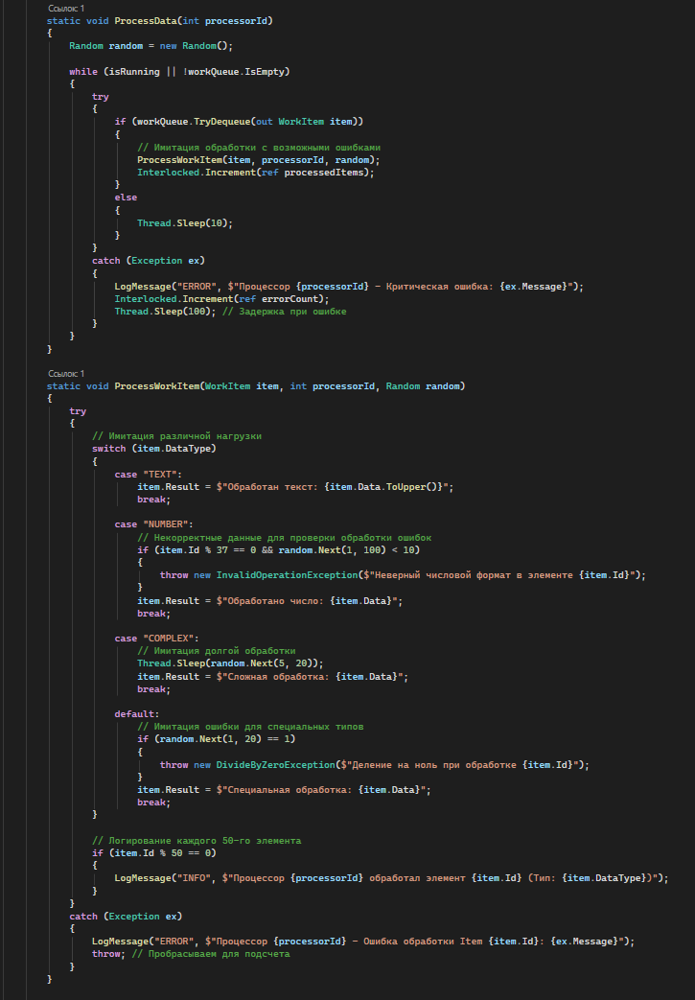 Ссылок: 1
static void ProcessData(int processorId)
{
    Random random = new Random();

    while (isRunning || !workQueue.IsEmpty)
    {
        try
        {
            if (workQueue.TryDequeue(out WorkItem item))
            {
                // Имитация обработки с возможными ошибками
                ProcessWorkItem(item, processorId, random);
                Interlocked.Increment(ref processedItems);
            }
            else
            {
                Thread.Sleep(10);
            }
        }
        catch (Exception ex)
        {
            LogMessage("ERROR", $"Процессор {processorId} - Критическая ошибка: {ex.Message}");
            Interlocked.Increment(ref errorCount);
            Thread.Sleep(100); // Задержка при ошибке
        }
    }
}

Ссылок: 1
static void ProcessWorkItem(WorkItem item, int processorId, Random random)
{
    try
    {
        // Имитация различной нагрузки
        switch (item.DataType)
        {
            case "TEXT":
                item.Result = $"Обработан текст: {item.Data.ToUpper()}";
                break;

            case "NUMBER":
                // Некорректные данные для проверки обработки ошибок
                if (item.Id % 37 == 0 && random.Next(1, 100) < 10)
                {
                    throw new InvalidOperationException($"Неверный числовой формат в элементе {item.Id}");
                }
                item.Result = $"Обработано число: {item.Data}";
                break;

            case "COMPLEX":
                // Имитация долгой обработки
                Thread.Sleep(random.Next(5, 20));
                item.Result = $"Сложная обработка: {item.Data}";
                break;

            default:
                // Имитация ошибки для специальных типов
                if (random.Next(1, 20) == 1)
                {
                    throw new DivideByZeroException($"Деление на ноль при обработке {item.Id}");
                }
                item.Result = $"Специальная обработка: {item.Data}";
                break;
        }

        // Логирование каждого 50-го элемента
        if (item.Id % 50 == 0)
        {
            LogMessage("INFO", $"Процессор {processorId} обработал элемент {item.Id} (Тип: {item.DataType})");
        }
    }
    catch (Exception ex)
    {
        LogMessage("ERROR", $"Процессор {processorId} - Ошибка обработки Item {item.Id}: {ex.Message}");
        throw; // Пробрасываем для подсчета
    }
}